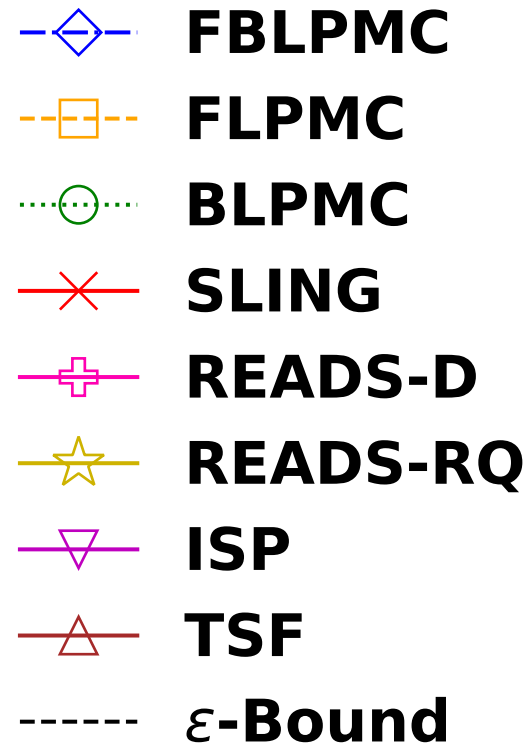 FBLPMC
FLPMC
BLPMC
SLING
READS-D
READS-RQ
ISP
TSF
ε-Bound